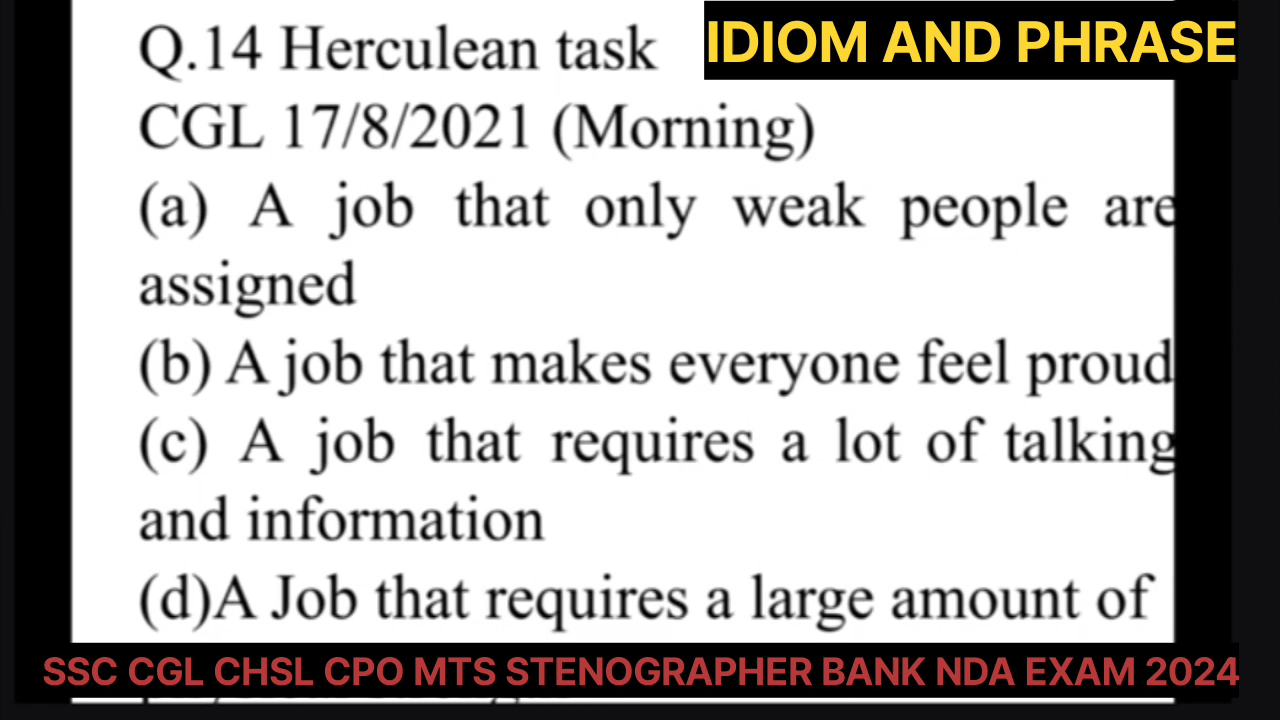 Q.14 Herculean task
IDIOM AND PHRASE
CGL 17/8/2021 (Morning)
(a) A job that only weak people are
assigned
(b) A job that makes everyone feel proud
(c) A job that requires a lot of talking
and information
(d)A Job that requires a large amount of
SSC CGL CHSL CPO MTS STENOGRAPHER BANK NDA EXAM 2024